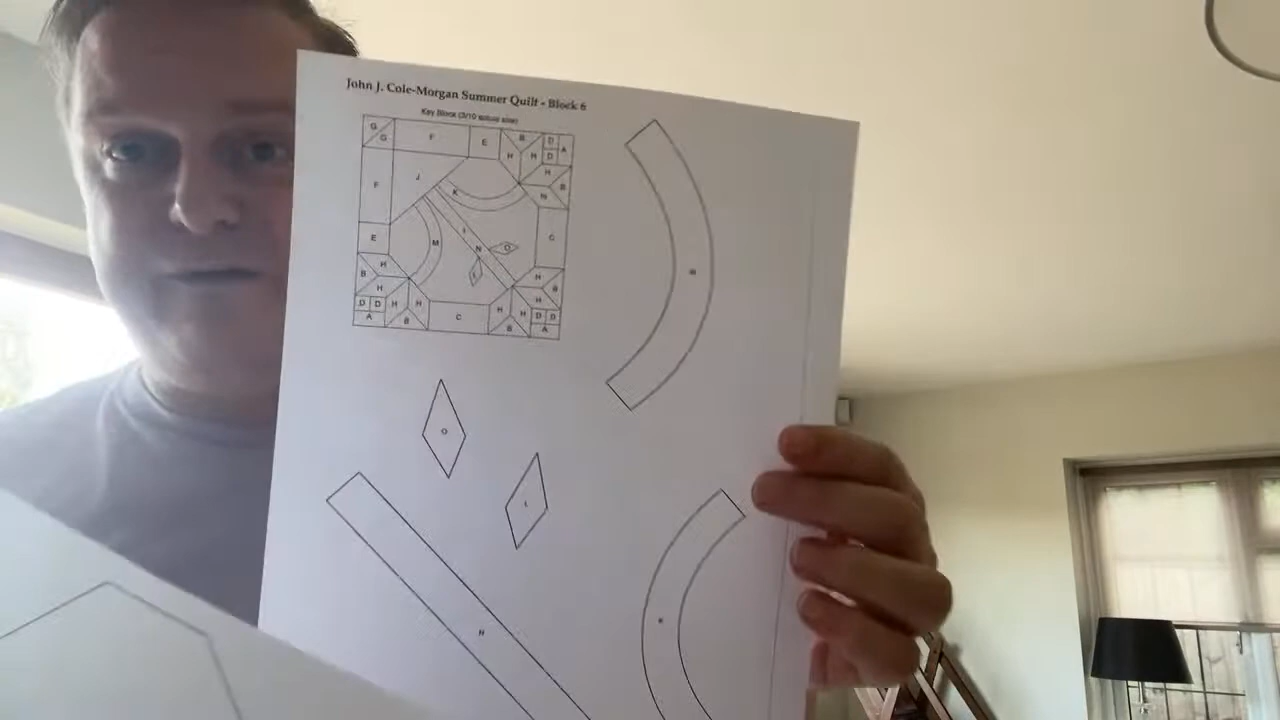 John J. Cole-Morgan Summer Quilt - Block 6
Key Block (3/10 actual size)
G F E B D
G H H D A
J H
F K H B
I
E M N O C
H L H
B H H B
D D H H H H D D
A B C B A
M
O
L
N
K